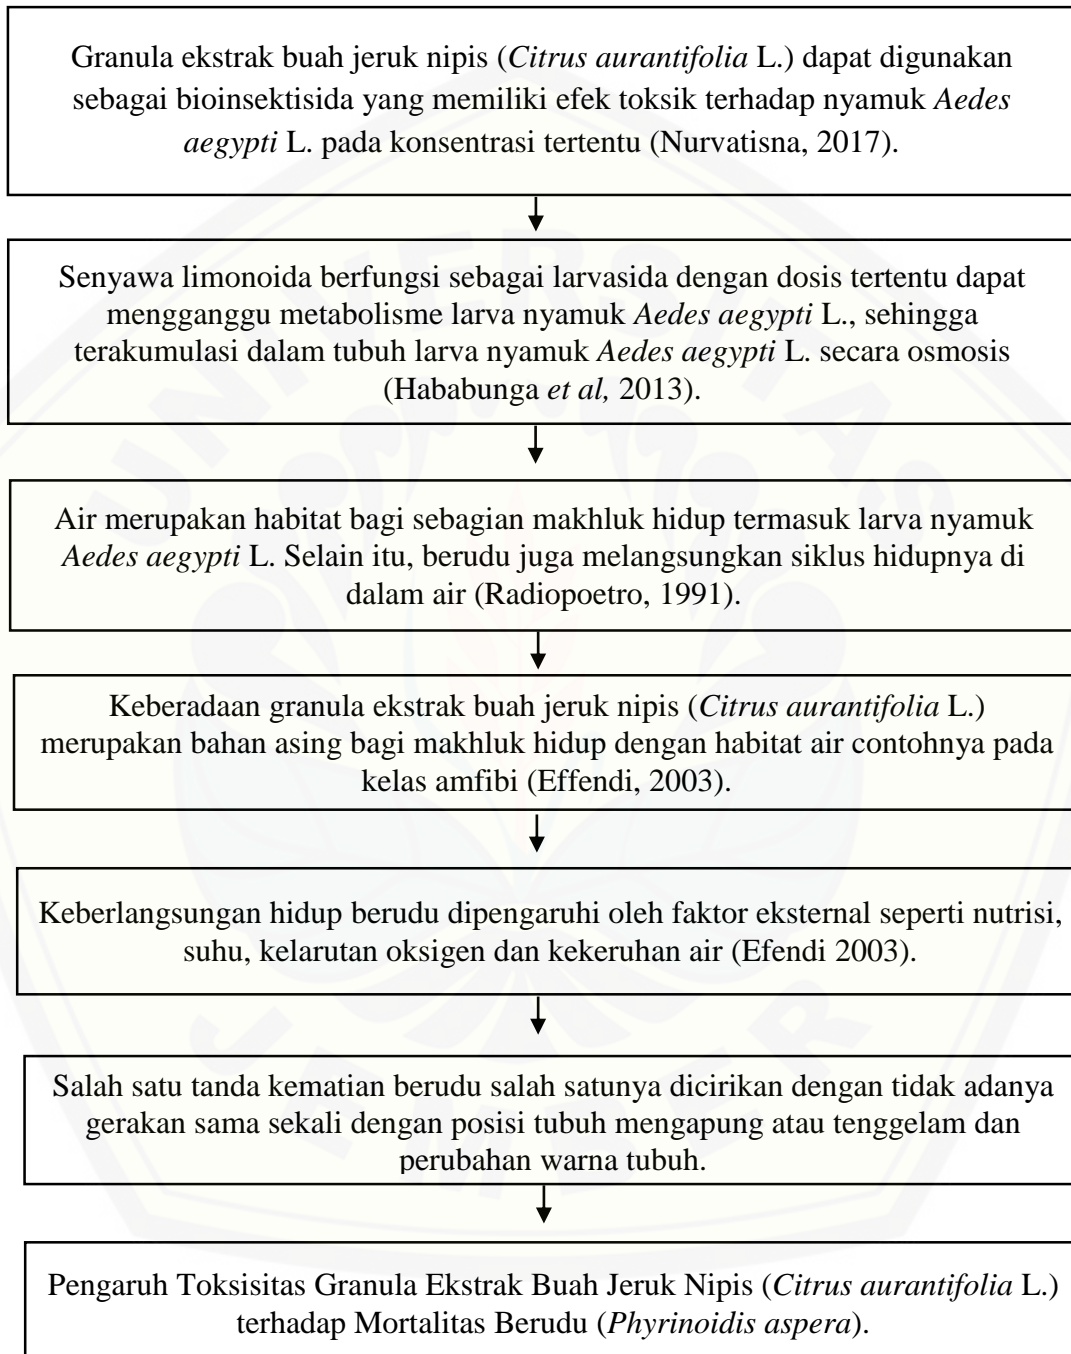 Granula ekstrak buah jeruk nipis (Citrus aurantifolia L.) dapat digunakan
sebagai bioinsektisida yang memiliki efek toksik terhadap nyamuk Aedes
aegypti L. pada konsentrasi tertentu (Nurvatisna, 2017).
Senyawa limonoida berfungsi sebagai larvasida dengan dosis tertentu dapat
mengganggu metabolisme larva nyamuk Aedes aegypti L., sehingga
terakumulasi dalam tubuh larva nyamuk Aedes aegypti L. secara osmosis
(Hababunga et al, 2013).
Air merupakan habitat bagi sebagian makhluk hidup termasuk larva nyamuk
Aedes aegypti L. Selain itu, berudu juga melangsungkan siklus hidupnya di
dalam air (Radiopoetro, 1991).
Keberadaan granula ekstrak buah jeruk nipis (Citrus aurantifolia L.)
merupakan bahan asing bagi makhluk hidup dengan habitat air contohnya pada
kelas amfibi (Effendi, 2003).
Keberlangsungan hidup berudu dipengaruhi oleh faktor eksternal seperti nutrisi,
suhu, kelarutan oksigen dan kekeruhan air (Efendi 2003).
Salah satu tanda kematian berudu salah satunya dicirikan dengan tidak adanya
gerakan sama sekali dengan posisi tubuh mengapung atau tenggelam dan
perubahan warna tubuh.
Pengaruh Toksisitas Granula Ekstrak Buah Jeruk Nipis (Citrus aurantifolia L.)
terhadap Mortalitas Berudu (Phyrinoidis aspera).
UNIVERSITAS
JEMBER